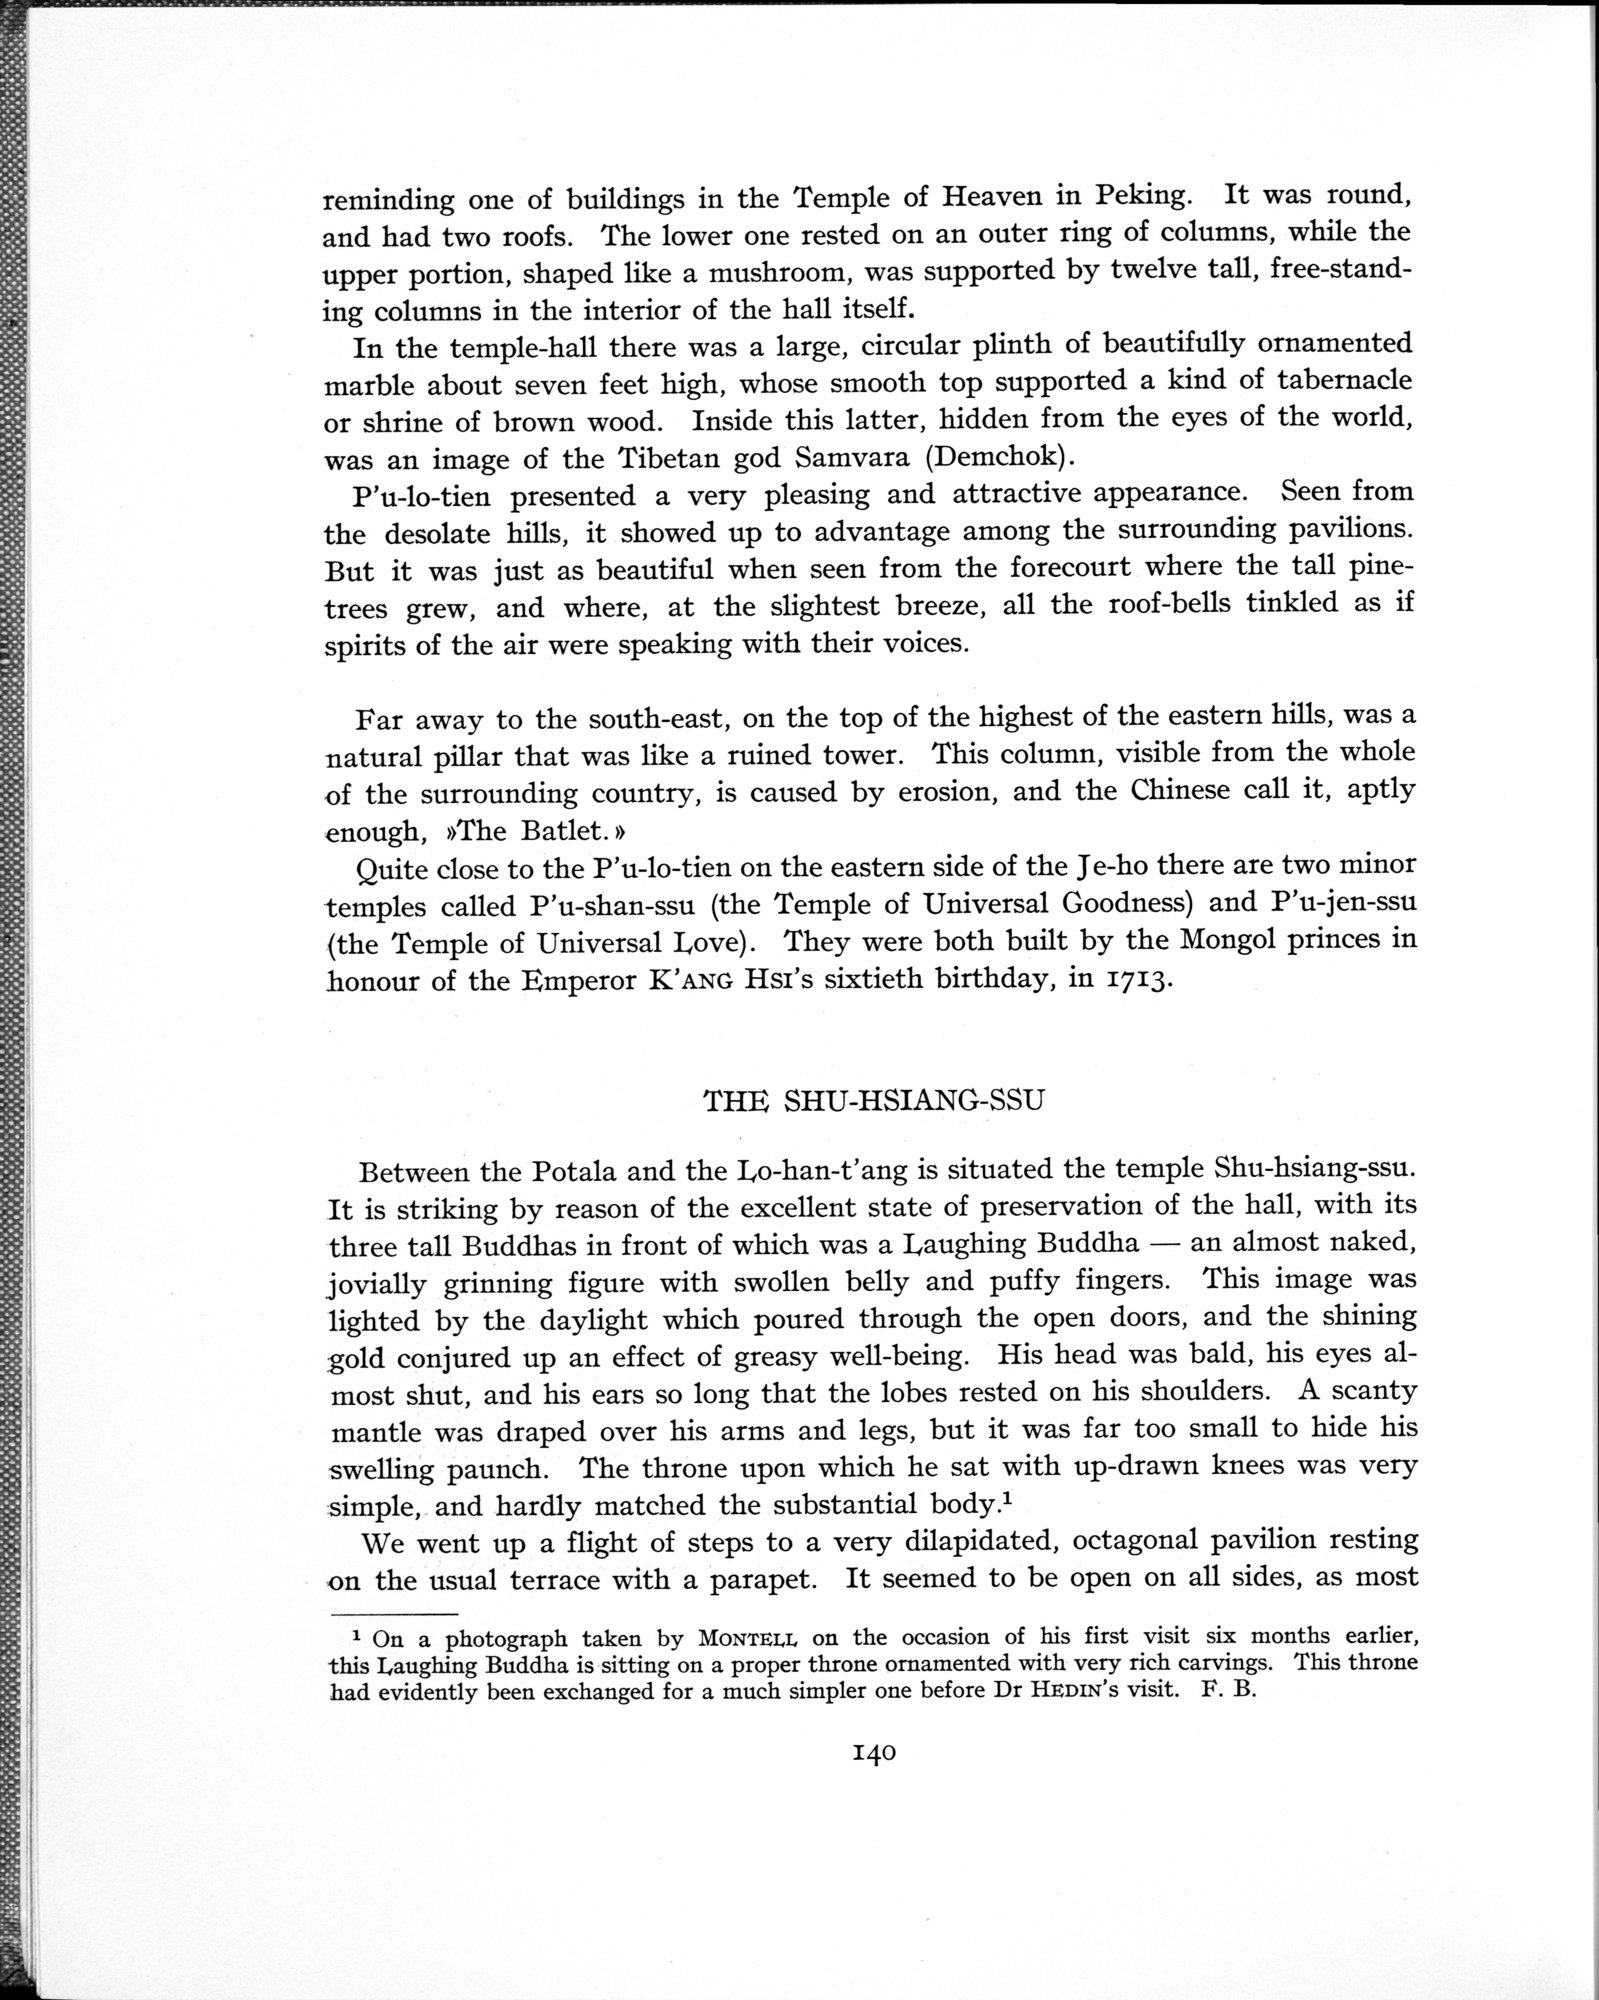 reminding one of buildings in the Temple of Heaven in Peking. It was round,
and had two roofs. The lower one rested on an outer ring of columns, while the
upper portion, shaped like a mushroom, was supported by twelve tall, free-stand-
ing columns in the interior of the hall itself.
In the temple-hall there was a large, circular plinth of beautifully ornamented
marble about seven feet high, whose smooth top supported a kind of tabernacle
or shrine of brown wood. Inside this latter, hidden from the eyes of the world,
was an image of the Tibetan god Samvara (Demchok).
P'u-lo-tien presented a very pleasing and attractive appearance. Seen from
the desolate hills, it showed up to advantage among the surrounding pavilions.
But it was just as beautiful when seen from the forecourt where the tall pine-
trees grew, and where, at the slightest breeze, all the roof-bells tinkled as if
spirits of the air were speaking with their voices.
Far away to the south-east, on the top of the highest of the eastern hills, was a
natural pillar that was like a ruined tower. This column, visible from the whole
of the surrounding country, is caused by erosion, and the Chinese call it, aptly
enough, »The Batlet.»
Quite close to the P'u-lo-tien on the eastern side of the Je-ho there are two minor
temples called P'u-shan-ssu (the Temple of Universal Goodness) and P'u-jen-ssu
(the Temple of Universal Love). They were both built by the Mongol princes in
honour of the Emperor K'ANG HSI's sixtieth birthday, in 1713.
THE SHU-HSIANG-SSU
Between the Potala and the Lo-han-t'ang is situated the temple Shu-hsiang-ssu.
It is striking by reason of the excellent state of preservation of the hall, with its
three tall Buddhas in front of which was a Laughing Buddha — an almost naked,
jovially grinning figure with swollen belly and puffy fingers. This image was
lighted by the daylight which poured through the open doors, and the shining
gold conjured up an effect of greasy well-being. His head was bald, his eyes al-
most shut, and his ears so long that the lobes rested on his shoulders. A scanty
mantle was draped over his arms and legs, but it was far too small to hide his
swelling paunch. The throne upon which he sat with up-drawn knees was very
simple, and hardly matched the substantial body.¹
We went up a flight of steps to a very dilapidated, octagonal pavilion resting
on the usual terrace with a parapet. It seemed to be open on all sides, as most
¹ On a photograph taken by MONTELL on the occasion of his first visit six months earlier,
this Laughing Buddha is sitting on a proper throne ornamented with very rich carvings. This throne
had evidently been exchanged for a much simpler one before Dr HEDIN's visit. F. B.
140